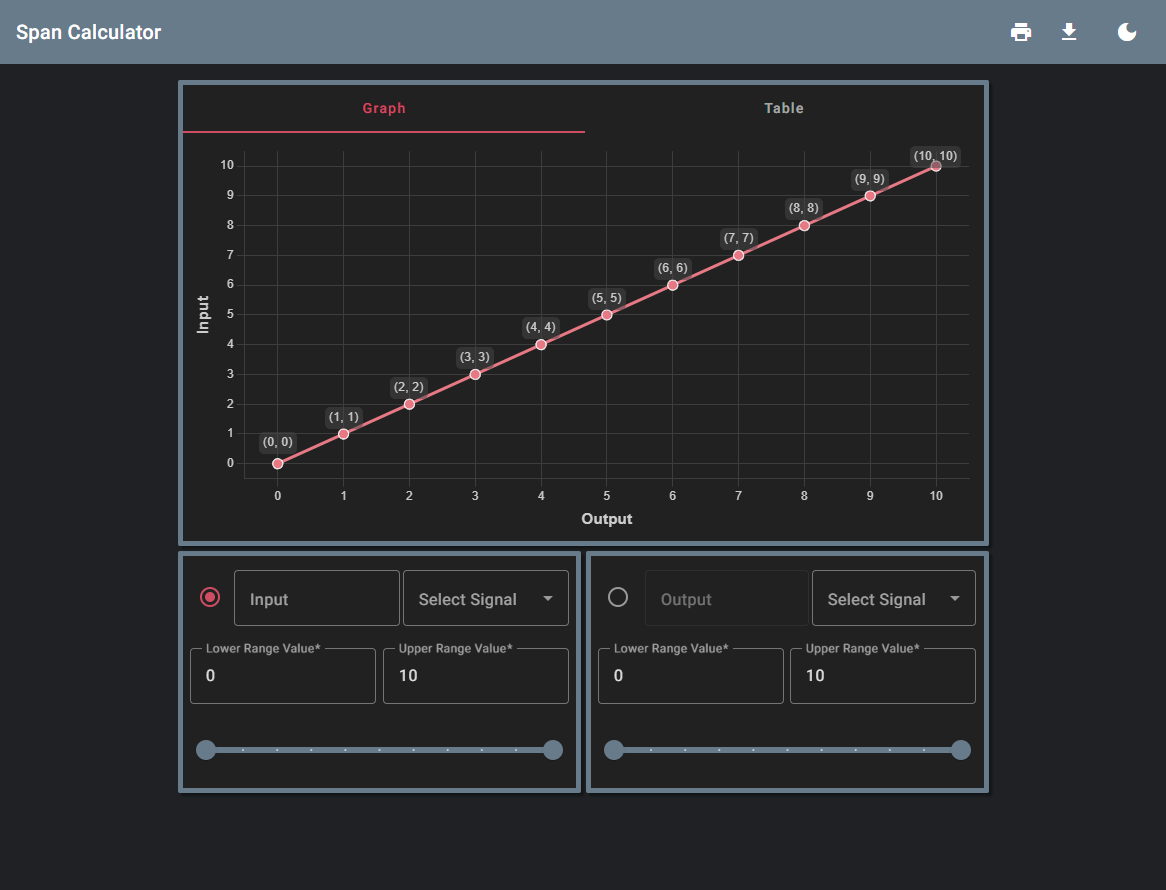 Span Calculator
Graph Table
(10, 10)
10
(9, 9)
9
(8, 8)
8
(7, 7)
7
(6, 6)
6
(5, 5)
5
(4, 4)
4
(3, 3)
3
(2, 2)
2
(1, 1)
1
(0, 0)
0
Input
0 1 2 3 4 5 6 7 8 9 10
Output
Input Select Signal
Lower Range Value* Upper Range Value*
0 10
Output Select Signal
Lower Range Value* Upper Range Value*
0 10